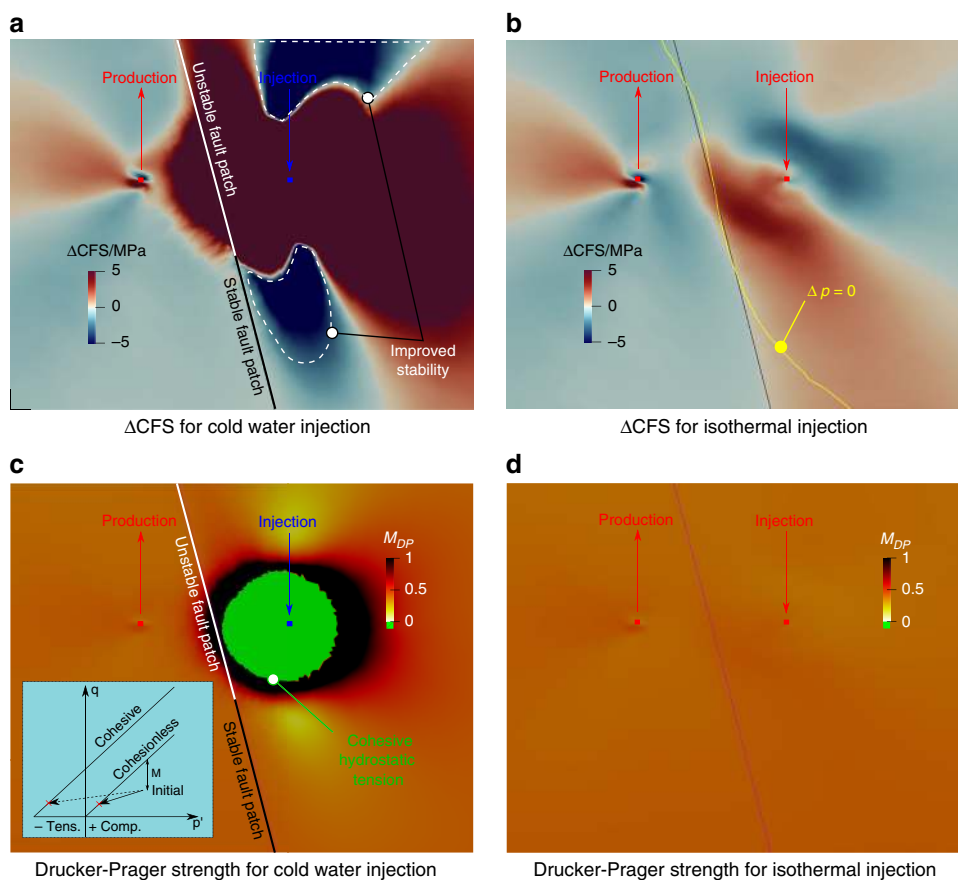 a
b
Production
Injection
Unstable fault patch
Stable fault patch
ΔCFS/MPa
5
0
−5
Improved
stability
ΔCFS for cold water injection
Production
Injection
ΔCFS/MPa
5
0
−5
Δ p = 0
ΔCFS for isothermal injection
c
d
Production
Injection
Unstable fault patch
Stable fault patch
M_DP
1
0.5
0
Cohesive
hydrostatic
tension
q
Cohesive
Cohesionless
M
Initial
− Tens.
+ Comp.
p'
Drucker-Prager strength for cold water injection
Production
Injection
M_DP
1
0.5
0
Drucker-Prager strength for isothermal injection